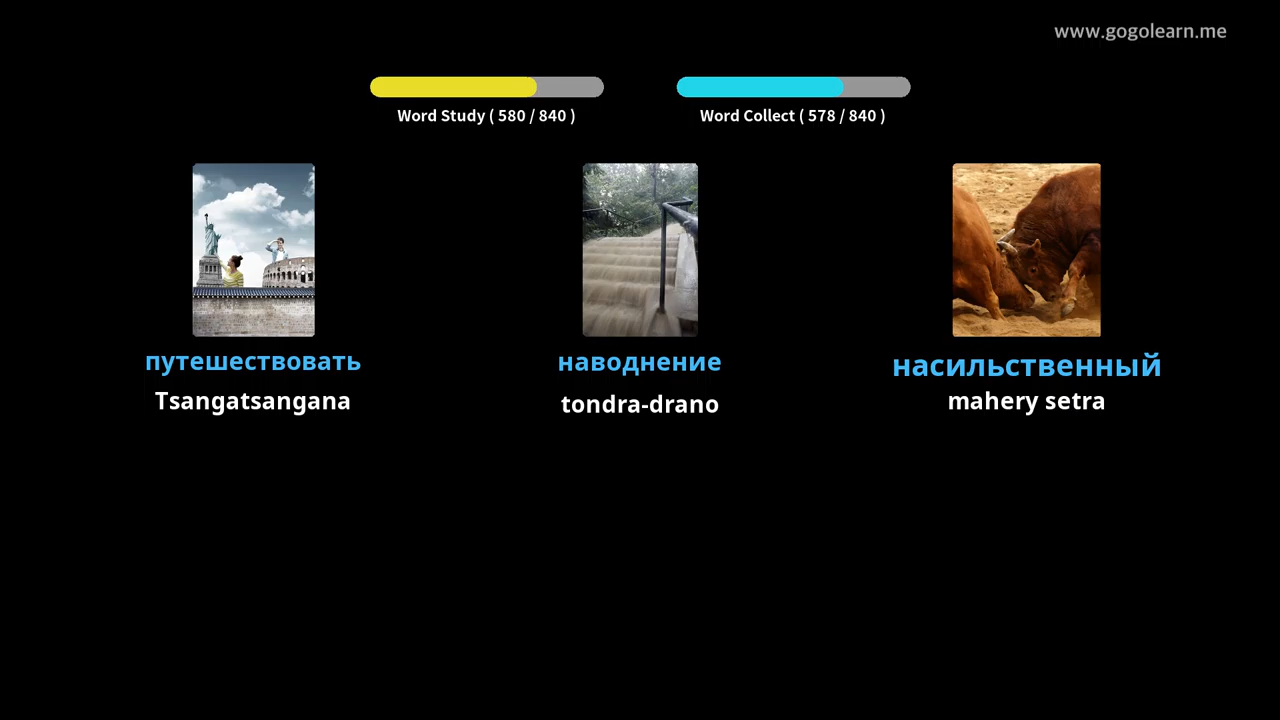 www.gogolearn.me
Word Study ( 580 / 840 )
Word Collect ( 578 / 840 )
путешествовать
Tsangatsangana
наводнение
tondra-drano
насильственный
mahery setra